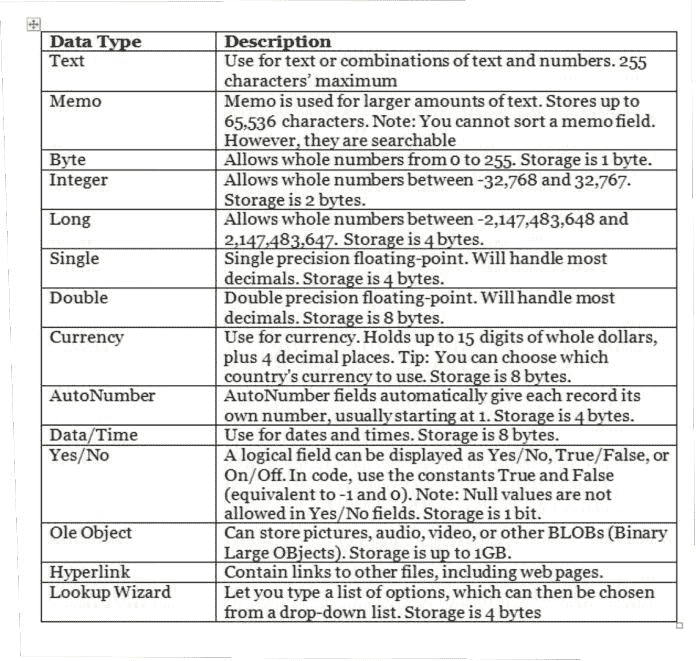 Data Type Description
Text Use for text or combinations of text and numbers. 255
characters’ maximum
Memo Memo is used for larger amounts of text. Stores up to
65,536 characters. Note: You cannot sort a memo field.
However, they are searchable
Byte Allows whole numbers from 0 to 255. Storage is 1 byte.
Integer Allows whole numbers between -32,768 and 32,767.
Storage is 2 bytes.
Long Allows whole numbers between -2,147,483,648 and
2,147,483,647. Storage is 4 bytes.
Single Single precision floating-point. Will handle most
decimals. Storage is 4 bytes.
Double Double precision floating-point. Will handle most
decimals. Storage is 8 bytes.
Currency Use for currency. Holds up to 15 digits of whole dollars,
plus 4 decimal places. Tip: You can choose which
country's currency to use. Storage is 8 bytes.
AutoNumber AutoNumber fields automatically give each record its
own number, usually starting at 1. Storage is 4 bytes.
Data/Time Use for dates and times. Storage is 8 bytes.
Yes/No A logical field can be displayed as Yes/No, True/False, or
On/Off. In code, use the constants True and False
(equivalent to -1 and 0). Note: Null values are not
allowed in Yes/No fields. Storage is 1 bit.
Ole Object Can store pictures, audio, video, or other BLOBs (Binary
Large OBjects). Storage is up to 1GB.
Hyperlink Contain links to other files, including web pages.
Lookup Wizard Let you type a list of options, which can then be chosen
from a drop-down list. Storage is 4 bytes